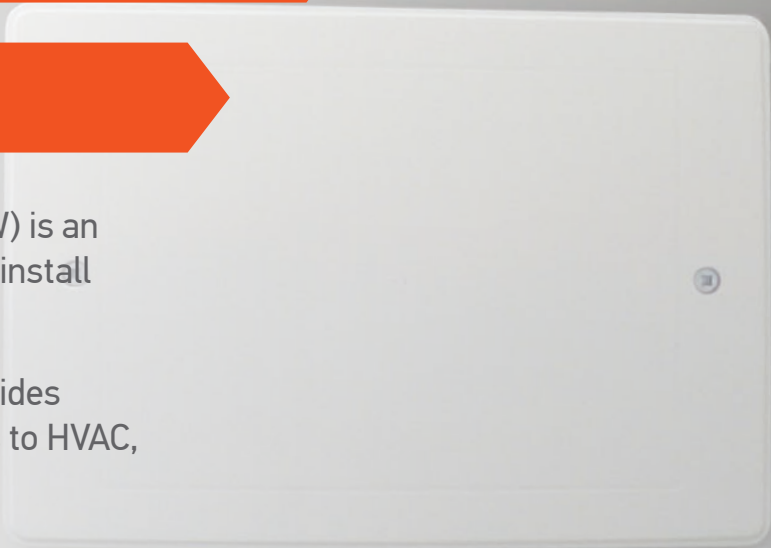 ) is an
install
ides
to HVAC,